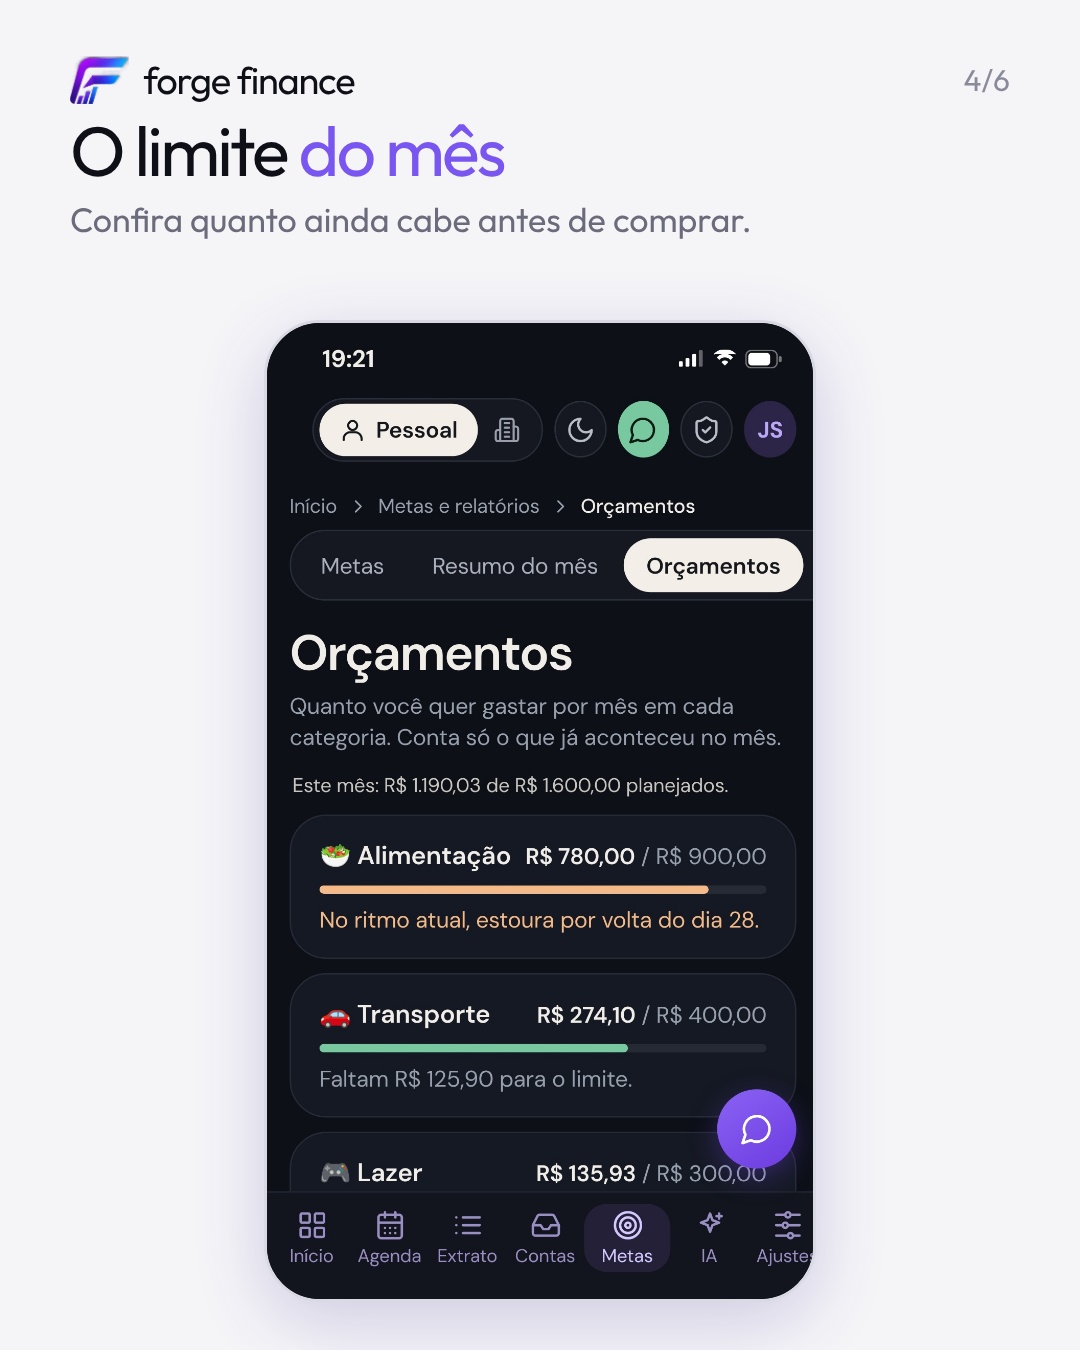 forge finance
4/6
O limite do mês
Confira quanto ainda cabe antes de comprar.
19:21
Pessoal
JS
Início > Metas e relatórios > Orçamentos
Metas Resumo do mês Orçamentos
Orçamentos
Quanto você quer gastar por mês em cada
categoria. Conta só o que já aconteceu no mês.
Este mês: R$ 1.190,03 de R$ 1.600,00 planejados.
Alimentação R$ 780,00 / R$ 900,00
No ritmo atual, estoura por volta do dia 28.
Transporte R$ 274,10 / R$ 400,00
Faltam R$ 125,90 para o limite.
Lazer R$ 135,93 / R$ 300,00
Início Agenda Extrato Contas Metas IA Ajustes